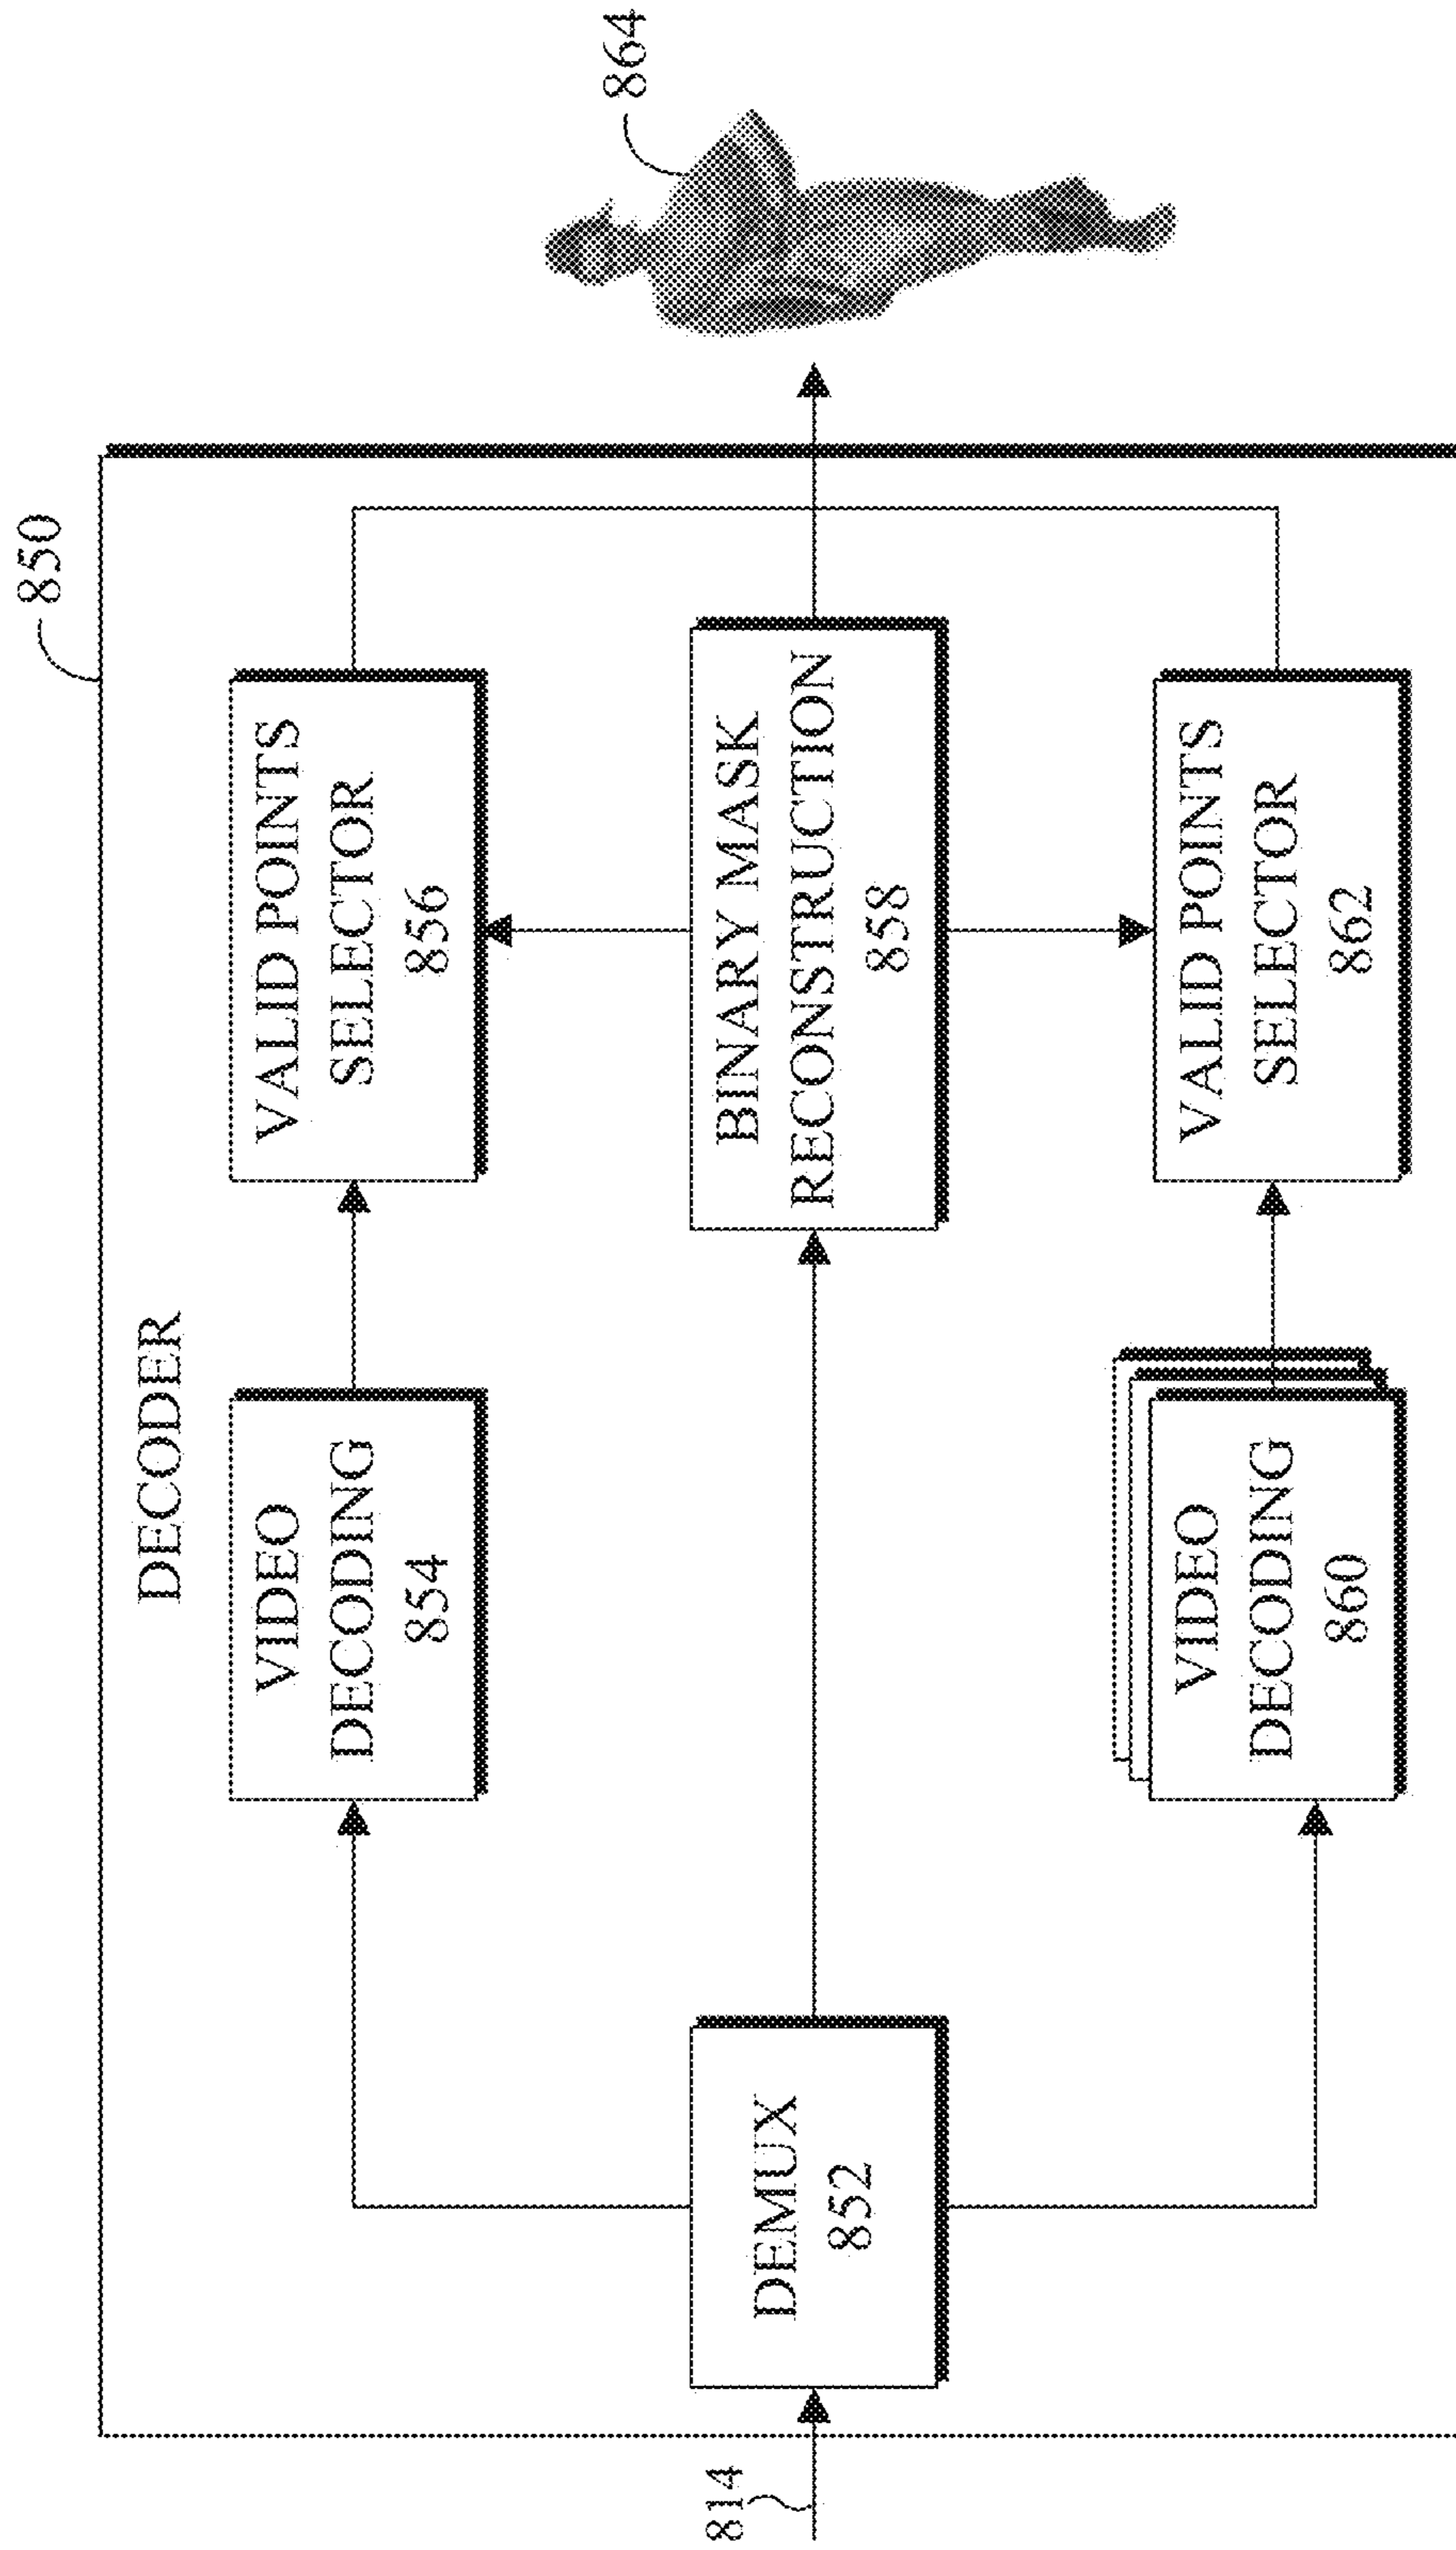 850
DECODER
VIDEO
DECODING
854
VALID POINTS
SELECTOR
856
864
814
DEMUX
852
BINARY MASK
RECONSTRUCTION
858
VIDEO
DECODING
860
VALID POINTS
SELECTOR
862